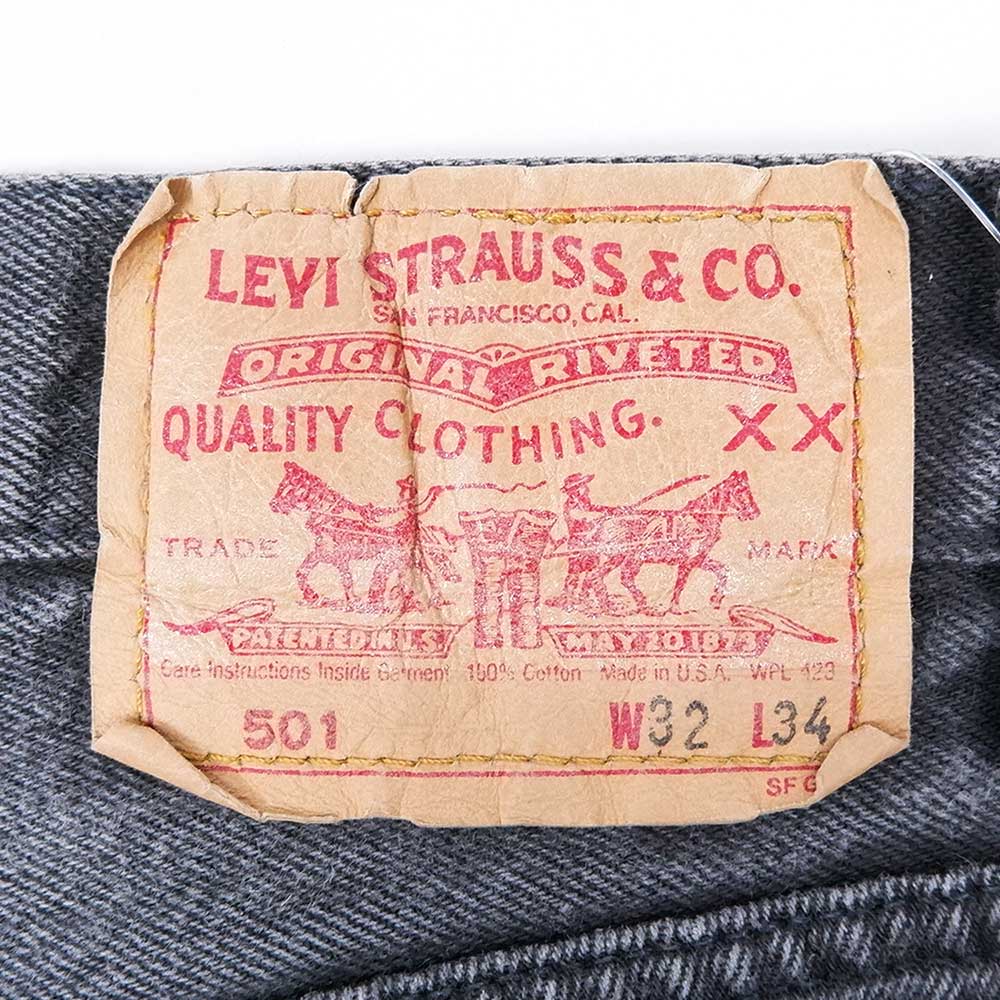 LEVI STRAUSS & CO.
SAN FRANCISCO, CAL.
ORIGINAL RIVETED
QUALITY CLOTHING. XX
TRADE MARK
PATENTED IN U.S. MAY 20 1873
Care Instructions Inside Garment 100% Cotton Made in U.S.A. WPL 423
501 W32 L34
SF